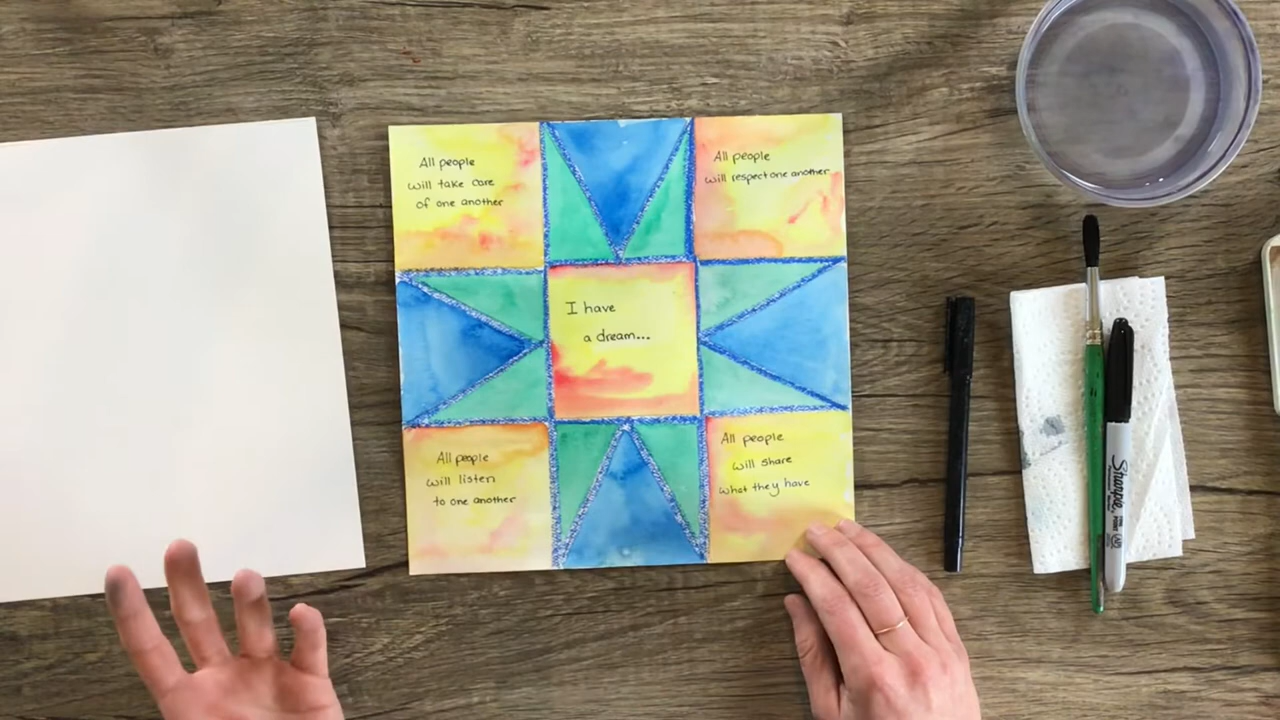 All people
will take care
of one another
All people
will respect one another
I have
a dream...
All people
will listen
to one another
All people
will share
what they have
Sharpie